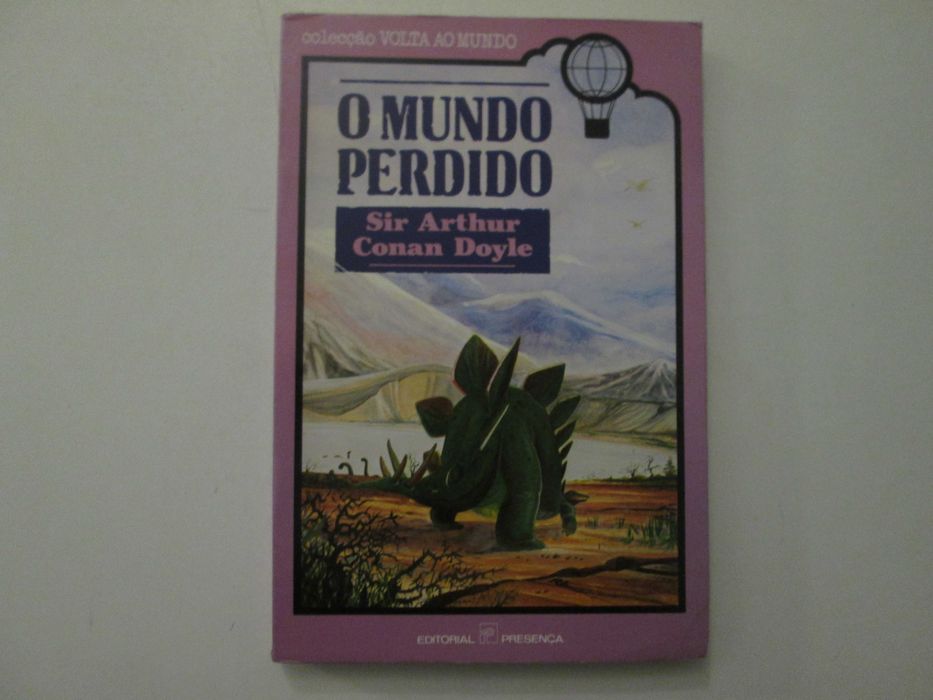 colecção VOLTA AO MUNDO
O MUNDO
PERDIDO
Sir Arthur
Conan Doyle
EDITORIAL PRESENÇA